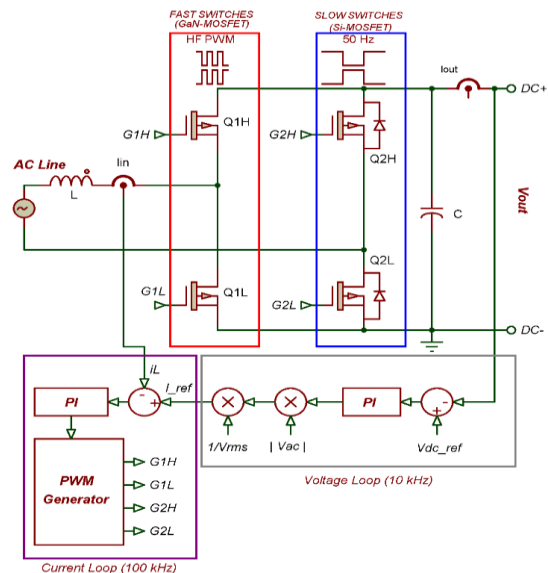 FAST SWITCHES
(GaN-MOSFET)
HF PWM
SLOW SWITCHES
(Si-MOSFET)
50 Hz
Iout
DC+
G1H
Q1H
G2H
Q2H
AC Line
Iin
L
Vout
C
Q2L
G1L
Q1L
G2L
DC-
iL
I_ref
PI
-
+
PI
+
-
1/Vrms
| Vac |
Vdc_ref
PWM
Generator
G1H
G1L
G2H
G2L
Voltage Loop (10 kHz)
Current Loop (100 kHz)